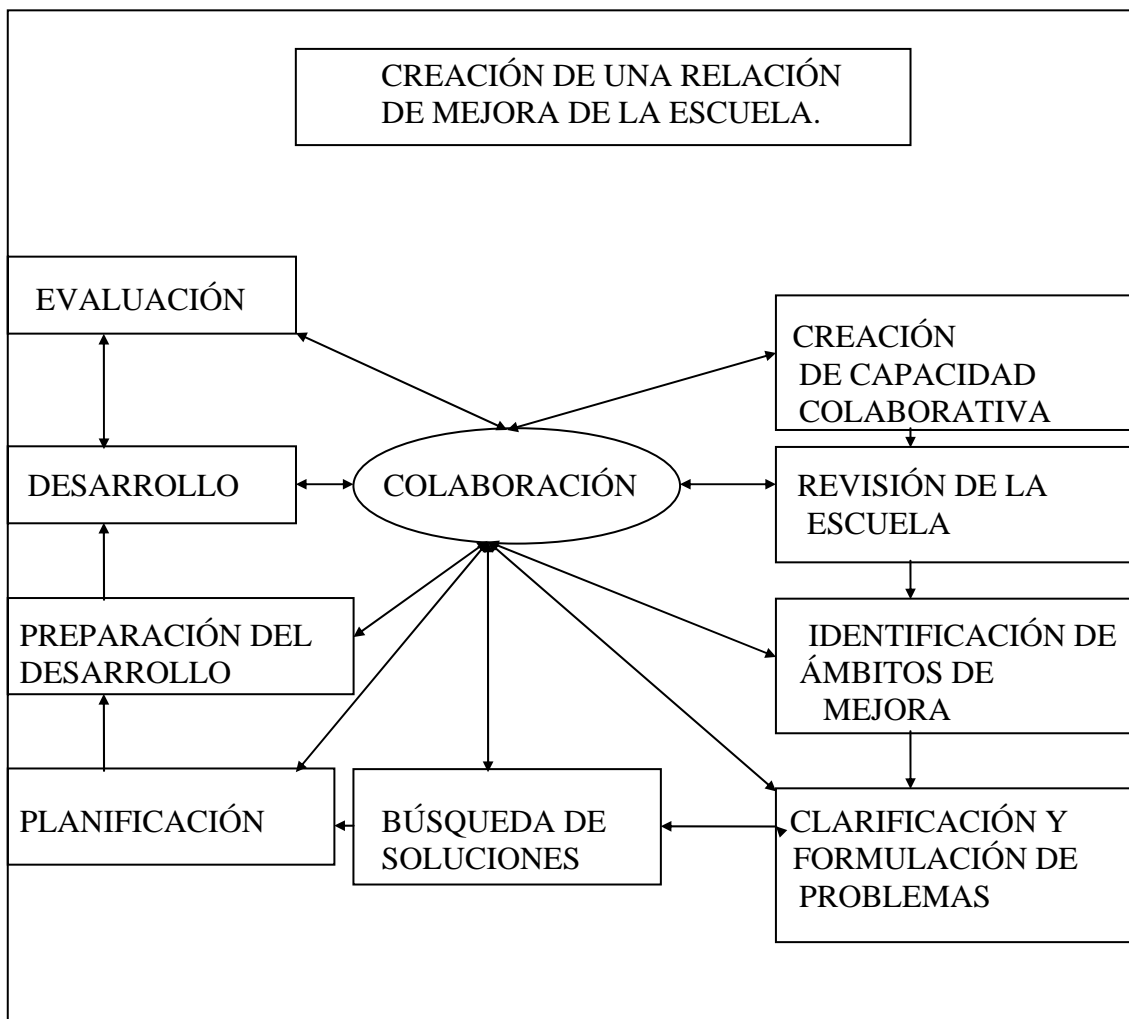 CREACIÓN DE UNA RELACIÓN
DE MEJORA DE LA ESCUELA.
EVALUACIÓN
CREACIÓN
DE CAPACIDAD
COLABORATIVA
DESARROLLO
COLABORACIÓN
REVISIÓN DE LA
ESCUELA
PREPARACIÓN DEL
DESARROLLO
IDENTIFICACIÓN DE
ÁMBITOS DE
MEJORA
PLANIFICACIÓN
BÚSQUEDA DE
SOLUCIONES
CLARIFICACIÓN Y
FORMULACIÓN DE
PROBLEMAS